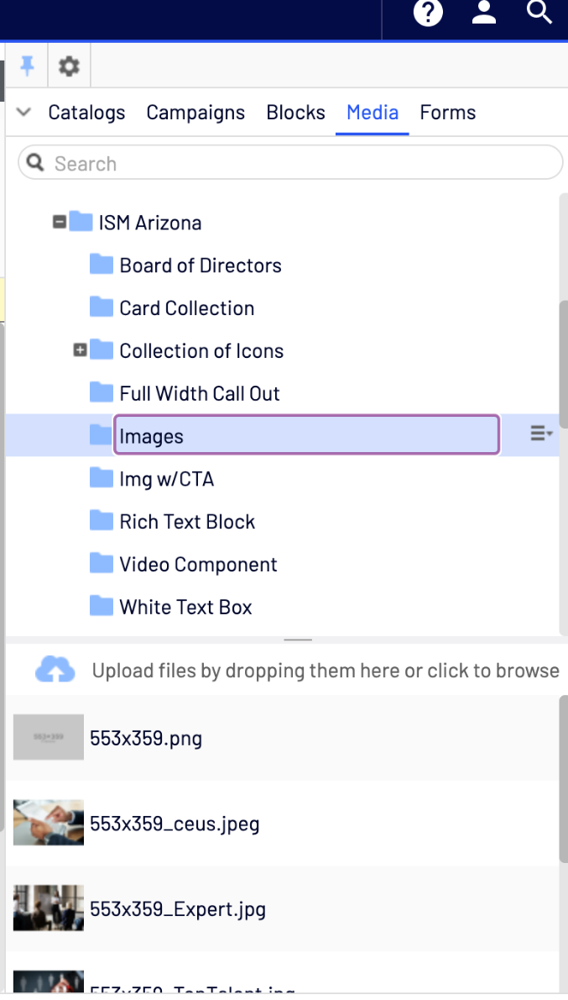 ?
Catalogs Campaigns Blocks Media Forms
Search
ISM Arizona
Board of Directors
Card Collection
Collection of Icons
Full Width Call Out
Images
Img w/CTA
Rich Text Block
Video Component
White Text Box
Upload files by dropping them here or click to browse
553x359
553x359.png
553x359_ceus.jpeg
553x359_Expert.jpg
553x359_TopTalent.jpg